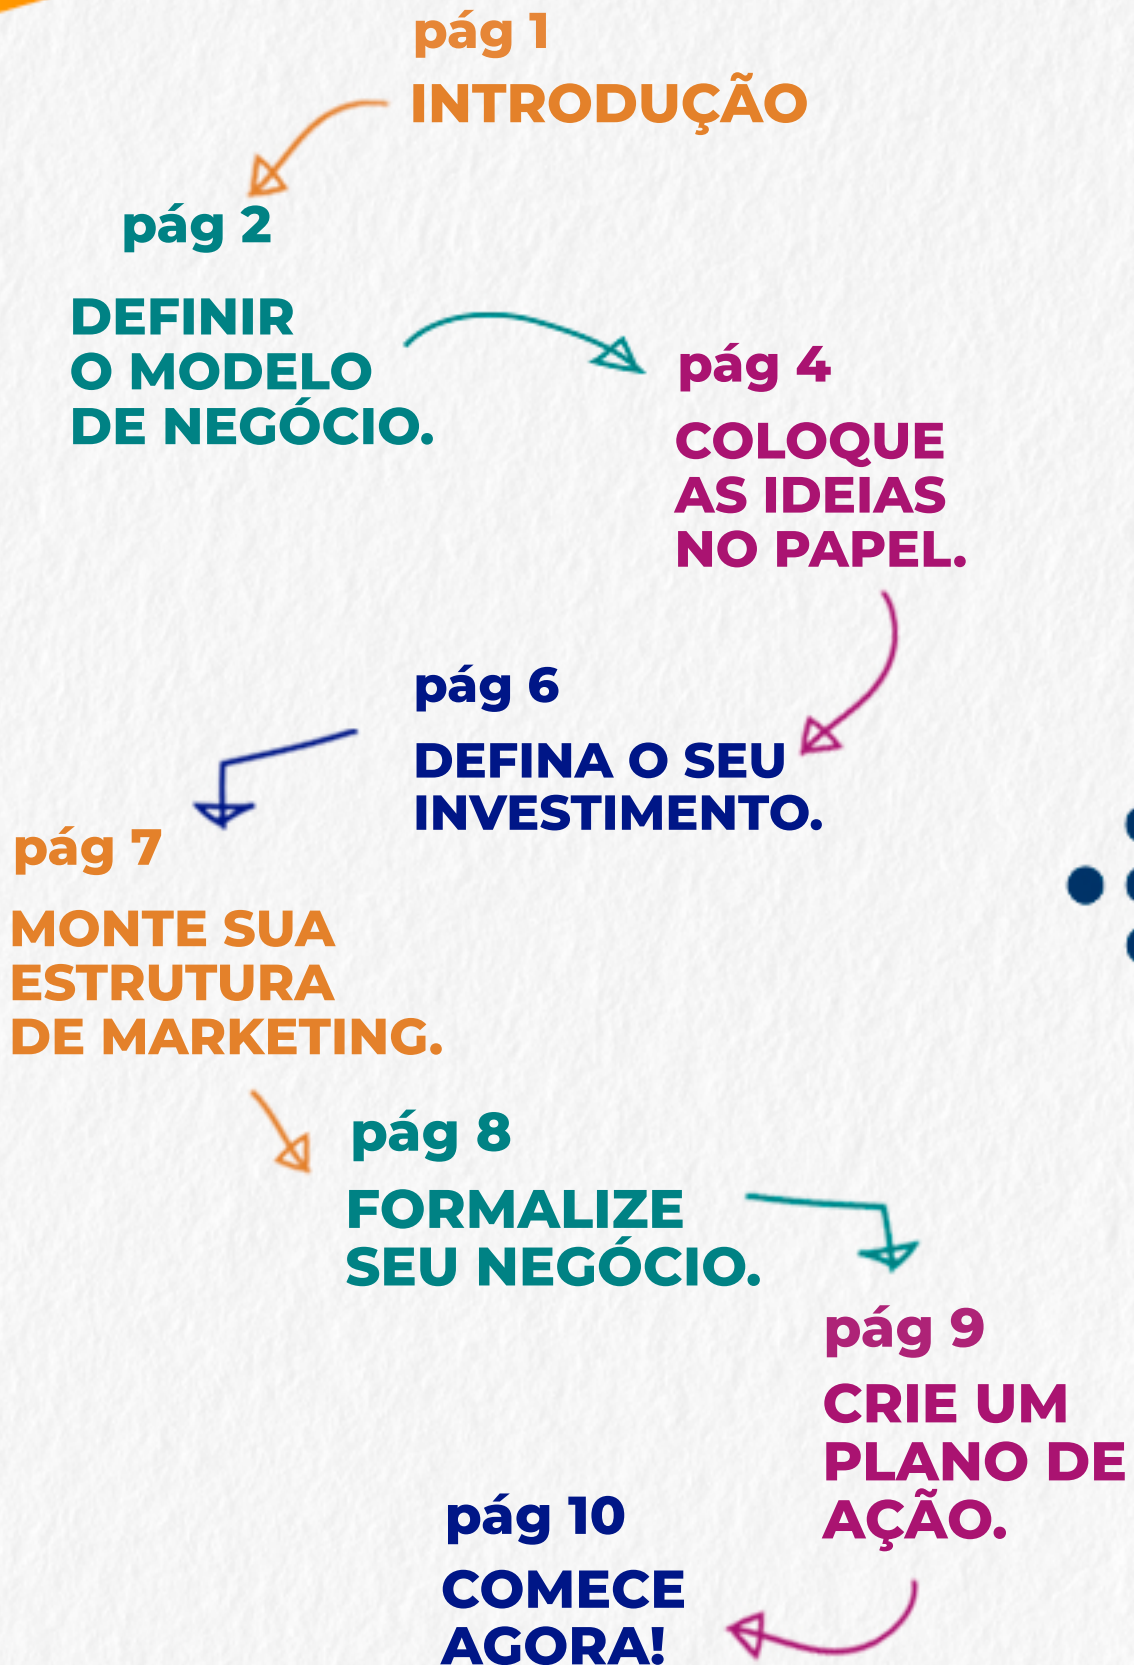 pág 1
INTRODUÇÃO
pág 2
DEFINIR
O MODELO
DE NEGÓCIO.
pág 4
COLOQUE
AS IDEIAS
NO PAPEL.
pág 6
DEFINA O SEU
INVESTIMENTO.
pág 7
MONTE SUA
ESTRUTURA
DE MARKETING.
pág 8
FORMALIZE
SEU NEGÓCIO.
pág 9
CRIE UM
PLANO DE
AÇÃO.
pág 10
COMECE
AGORA!